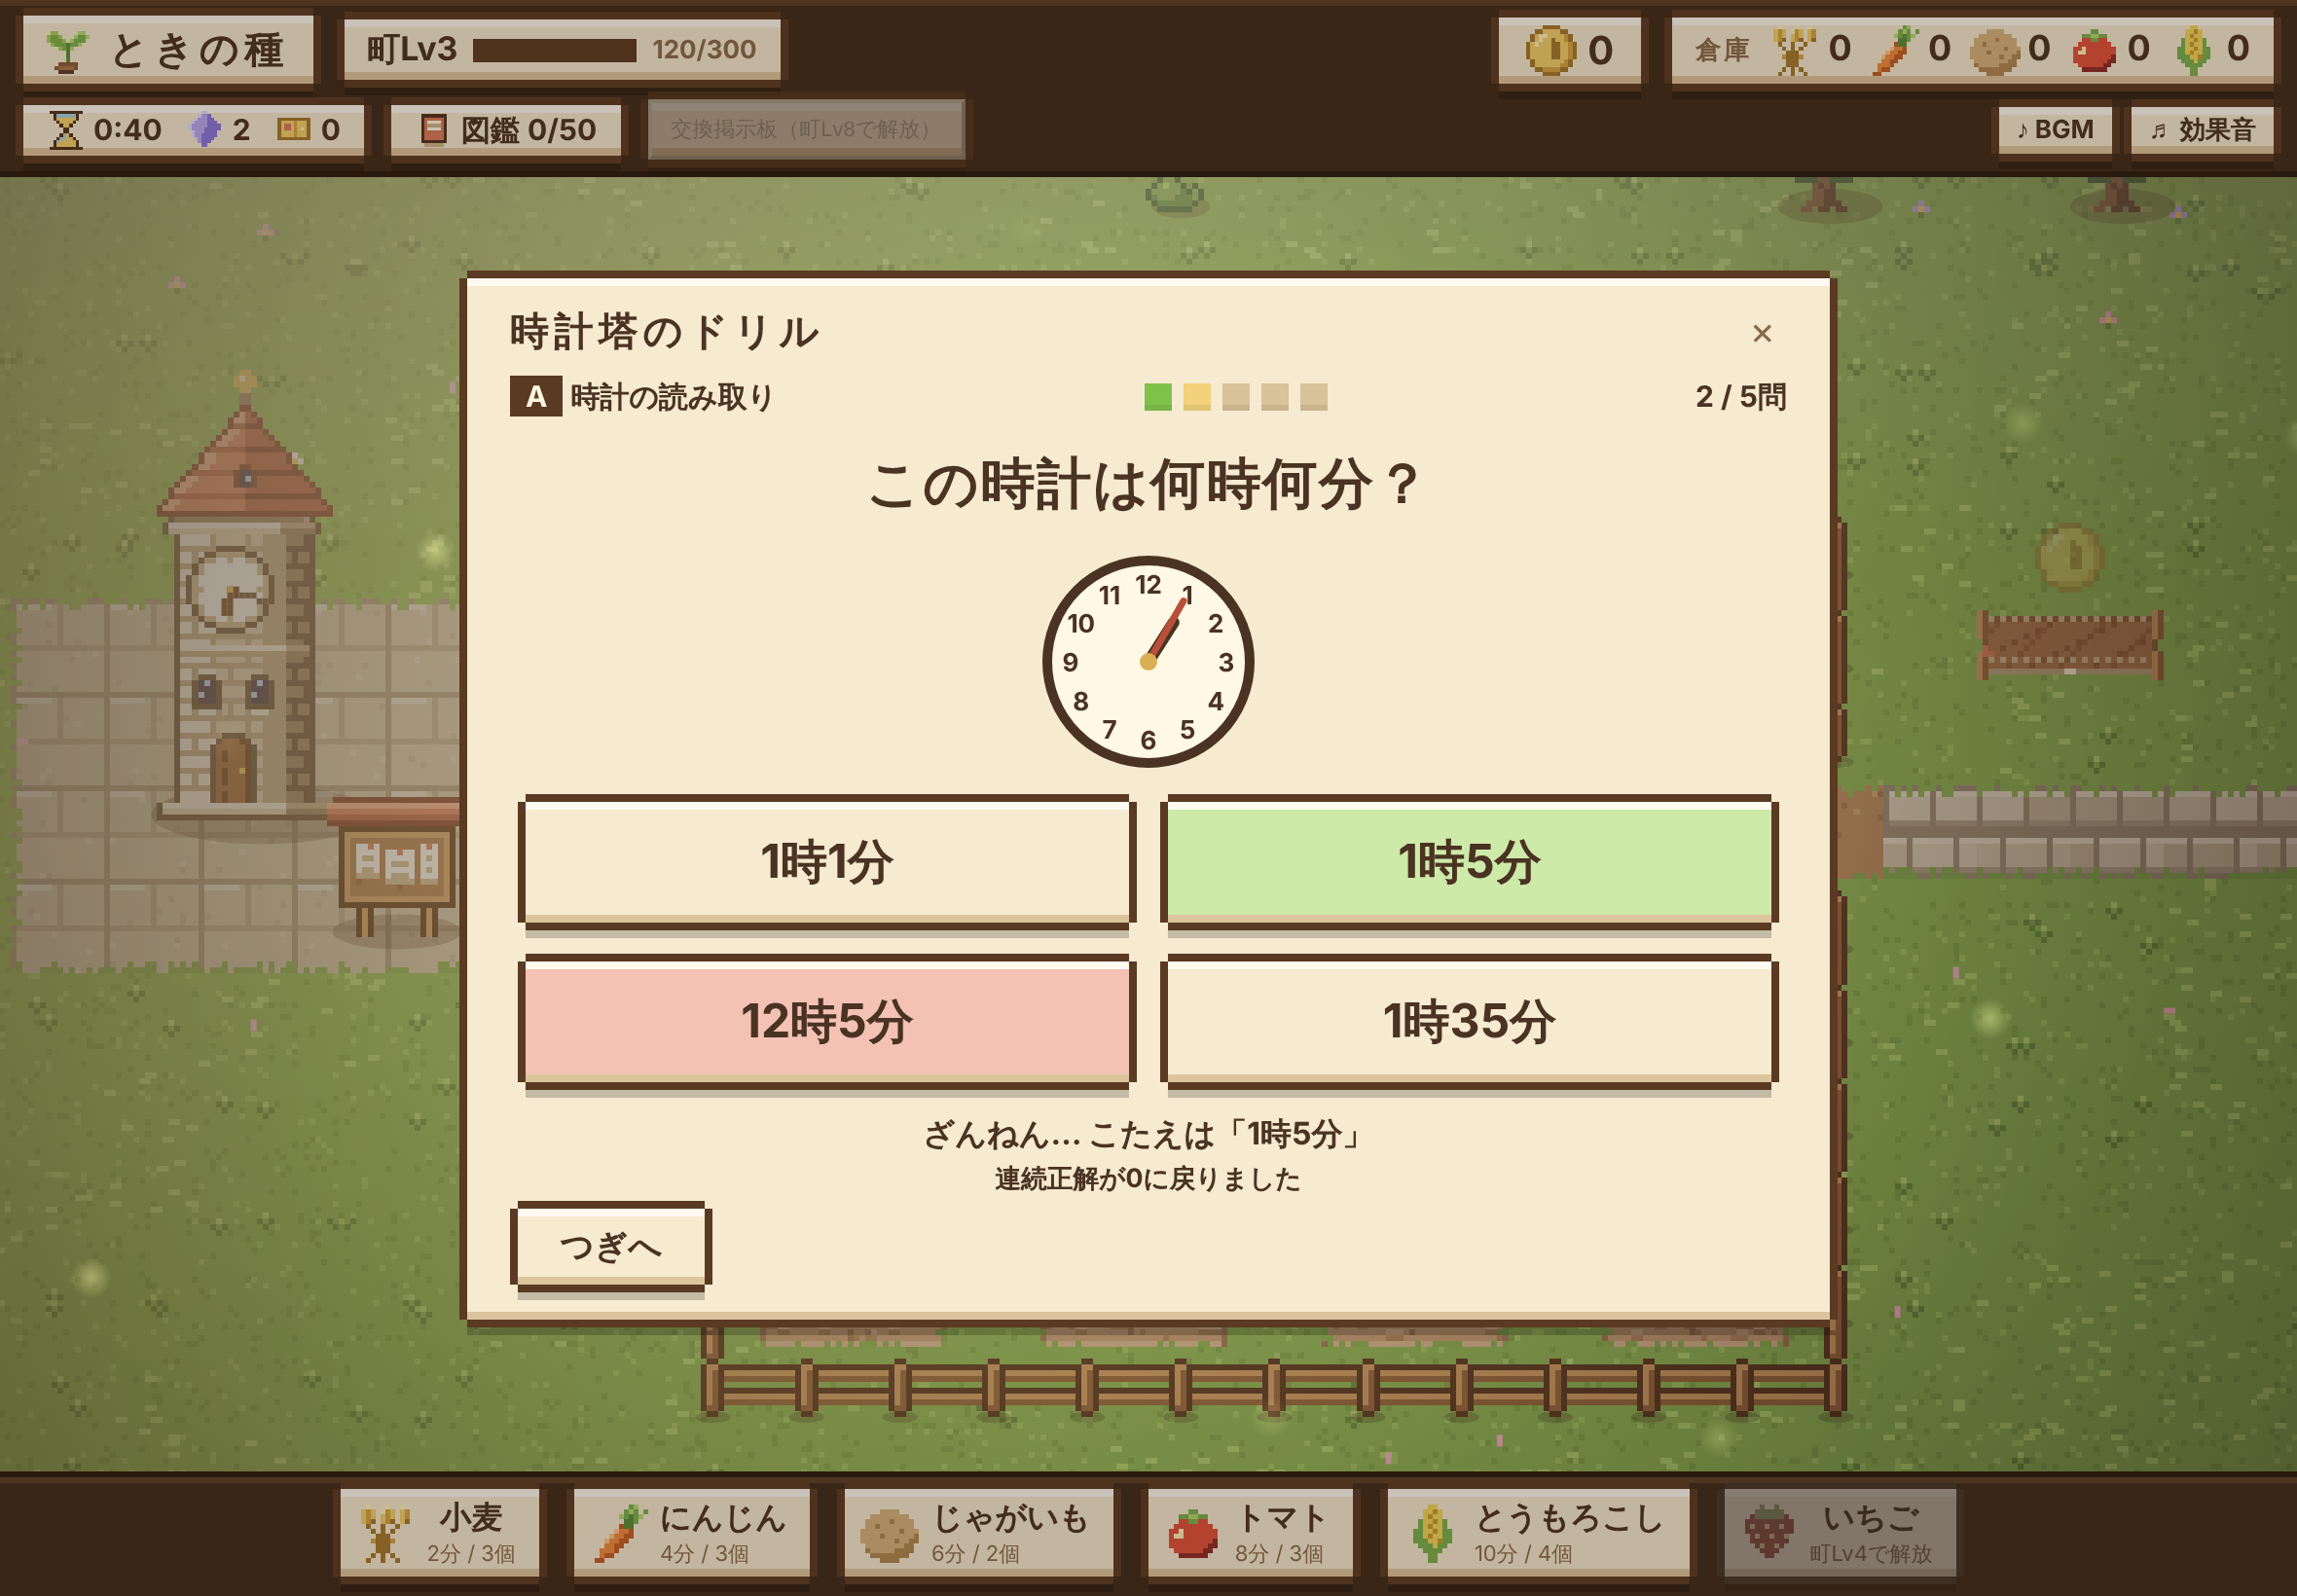 ときの種
町Lv3 120/300
0
倉庫 0 0 0 0 0
0:40 2 0
図鑑 0/50
交換掲示板（町Lv8で解放）
♪ BGM
♬ 効果音
時計塔のドリル
×
A 時計の読み取り
2 / 5問
この時計は何時何分？
12
11 1
10 2
9 3
8 4
7 5
6
1時1分
1時5分
12時5分
1時35分
ざんねん… こたえは「1時5分」
連続正解が0に戻りました
つぎへ
小麦
2分 / 3個
にんじん
4分 / 3個
じゃがいも
6分 / 2個
トマト
8分 / 3個
とうもろこし
10分 / 4個
いちご
町Lv4で解放